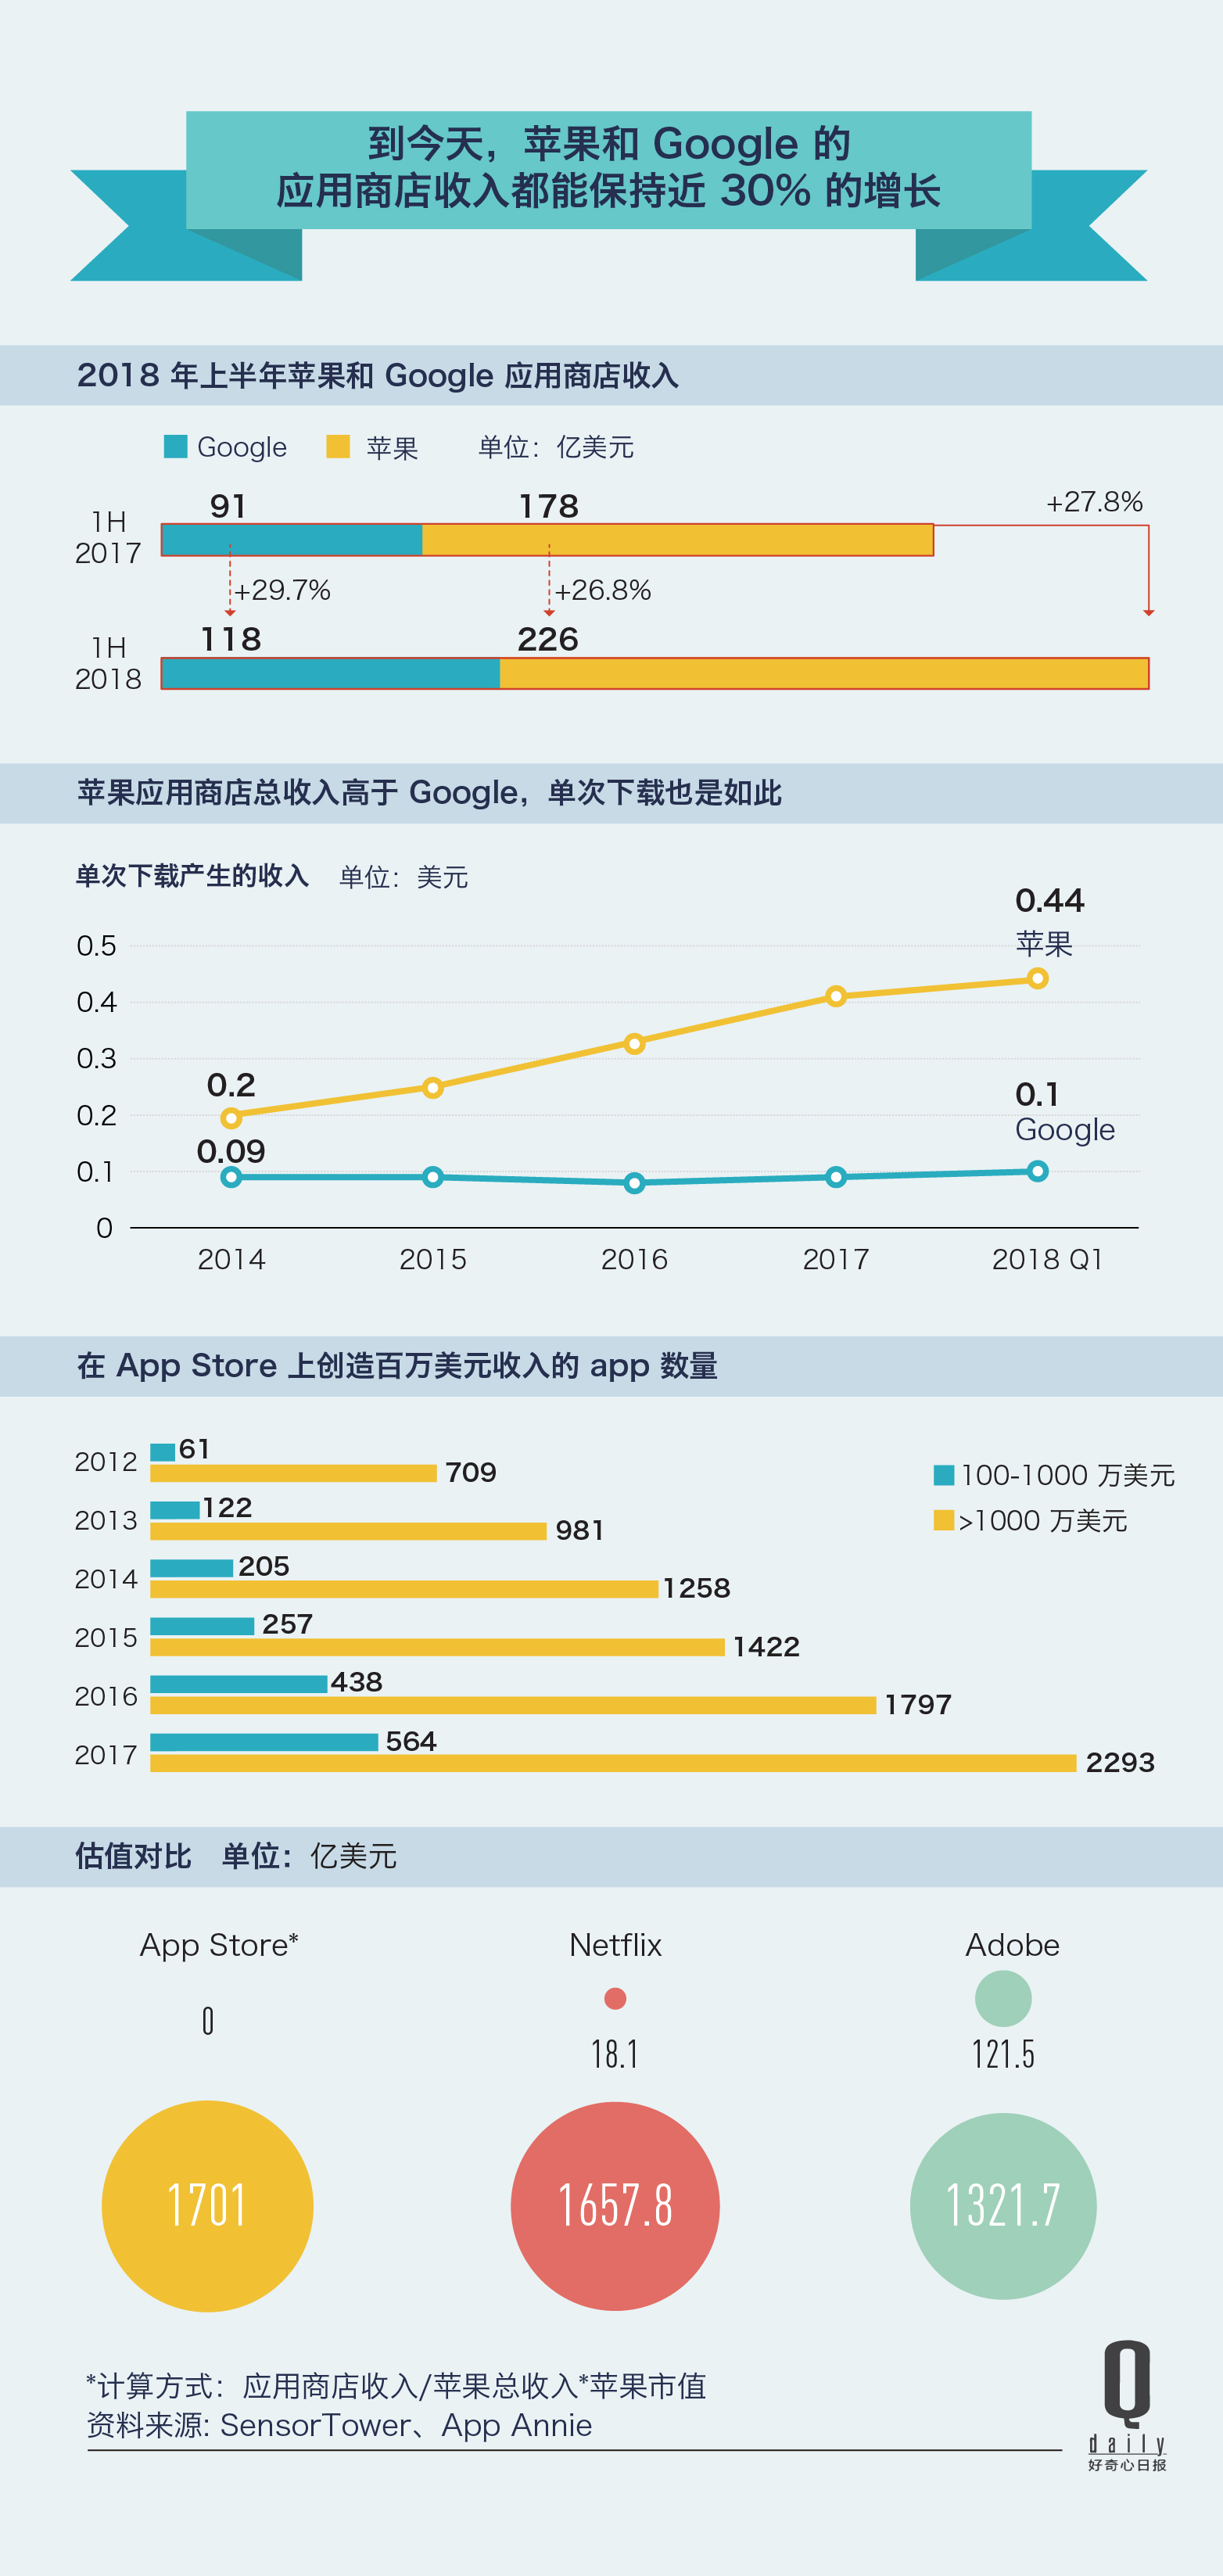 到今天，苹果和 Google 的
应用商店收入都能保持近 30% 的增长
2018 年上半年苹果和 Google 应用商店收入
Google 苹果 单位：亿美元
1H 2017
91 178 +27.8%
+29.7% +26.8%
1H 2018
118 226
苹果应用商店总收入高于 Google，单次下载也是如此
单次下载产生的收入 单位：美元
0.44
苹果
0.5
0.4
0.3
0.2
0.1
0
0.2
0.09
0.1
Google
2014 2015 2016 2017 2018 Q1
在 App Store 上创造百万美元收入的 app 数量
100-1000 万美元
>1000 万美元
2012 61 709
2013 122 981
2014 205 1258
2015 257 1422
2016 438 1797
2017 564 2293
估值对比 单位：亿美元
App Store* Netflix Adobe
0 18.1 121.5
1701 1657.8 1321.7
*计算方式：应用商店收入/苹果总收入*苹果市值
资料来源: SensorTower、App Annie
Q
daily
好奇心日报